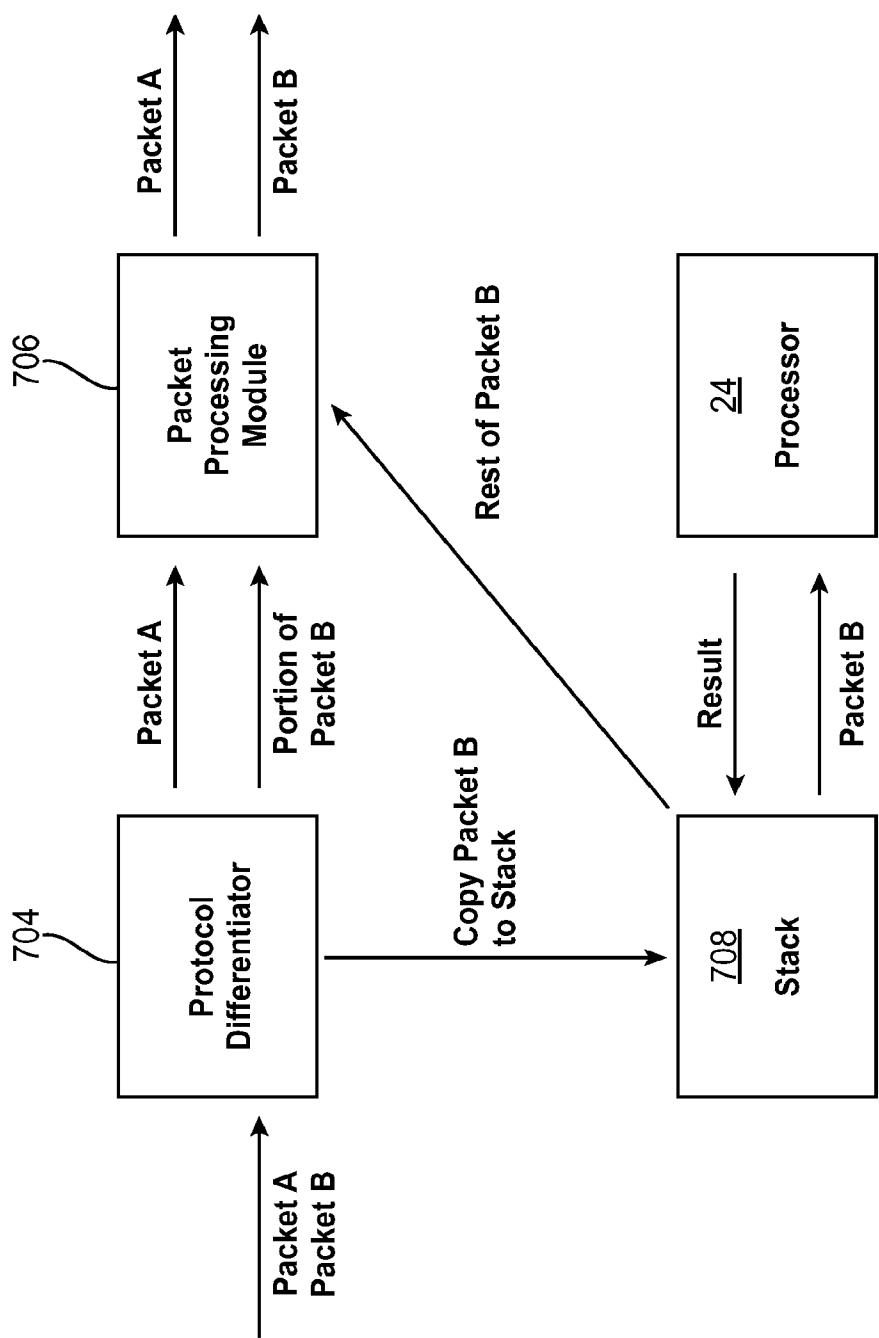 Packet A
Packet B
704
Protocol
Differentiator
Packet A
Portion of
Packet B
706
Packet
Processing
Module
Packet A
Packet B
Copy Packet B
to Stack
Rest of Packet B
708
Stack
Result
Packet B
24
Processor